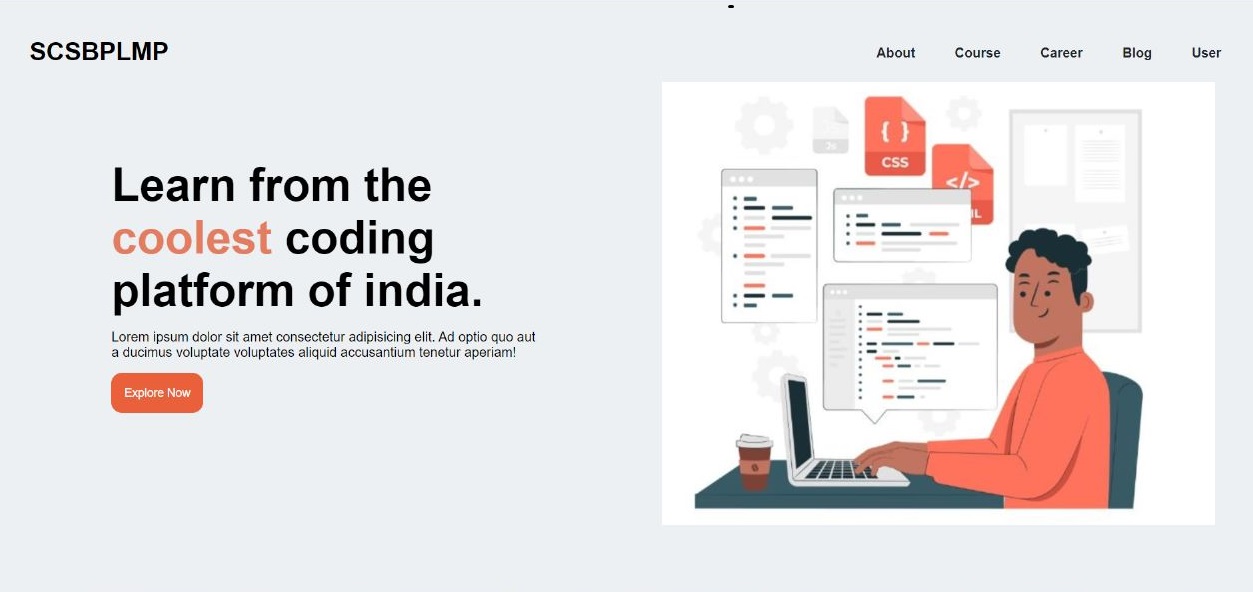 SCSBPLMP
About Course Career Blog User
Learn from the
coolest coding
platform of india.
Lorem ipsum dolor sit amet consectetur adipisicing elit. Ad optio quo aut
a ducimus voluptate voluptates aliquid accusantium tenetur aperiam!
Explore Now
Js
{ }
CSS
</>